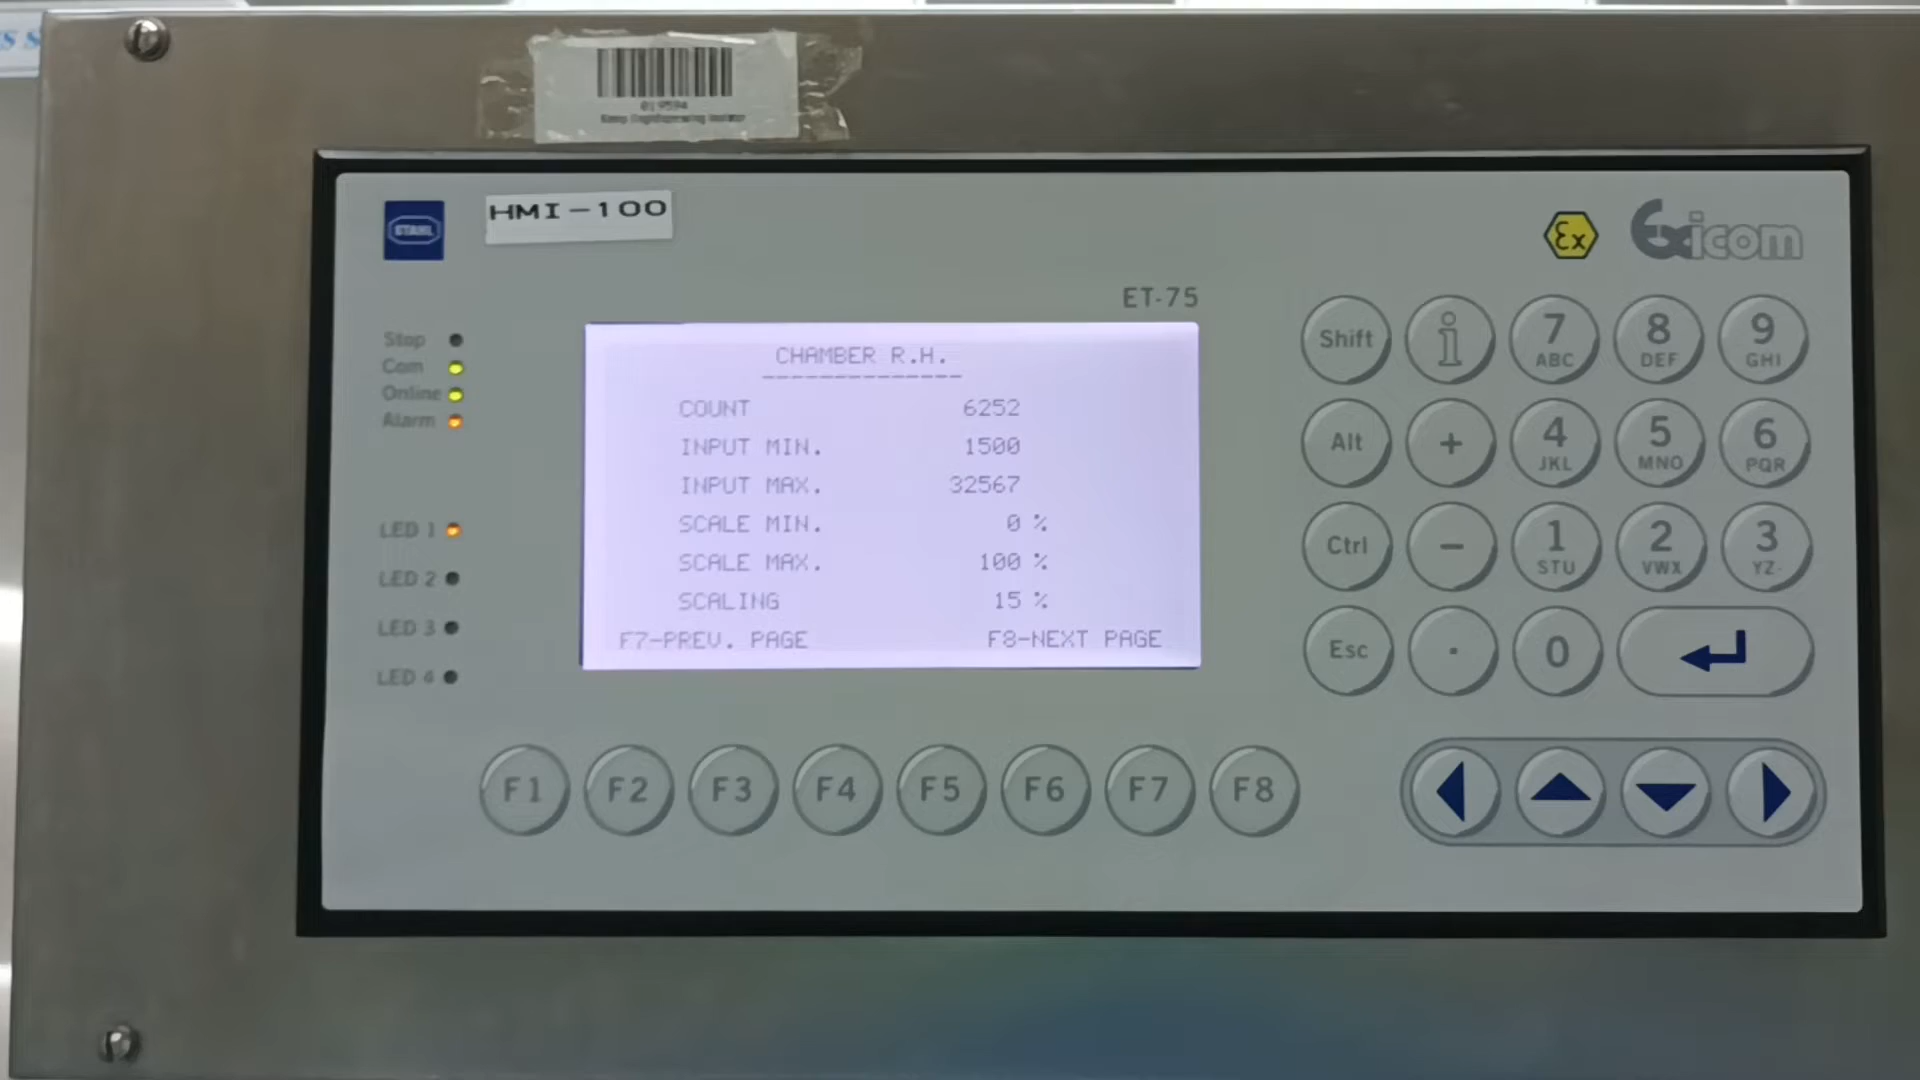 019594
STAHL
HMI-100
Ex
Exicom
ET-75
Stop
Com
Online
Alarm
LED 1
LED 2
LED 3
LED 4
CHAMBER R.H.
--------------
COUNT 6252
INPUT MIN. 1500
INPUT MAX. 32567
SCALE MIN. 0 %
SCALE MAX. 100 %
SCALING 15 %
F7-PREV. PAGE F8-NEXT PAGE
Shift i 7 ABC 8 DEF 9 GHI
Alt + 4 JKL 5 MNO 6 PQR
Ctrl - 1 STU 2 VWX 3 YZ-
Esc . 0
F1 F2 F3 F4 F5 F6 F7 F8